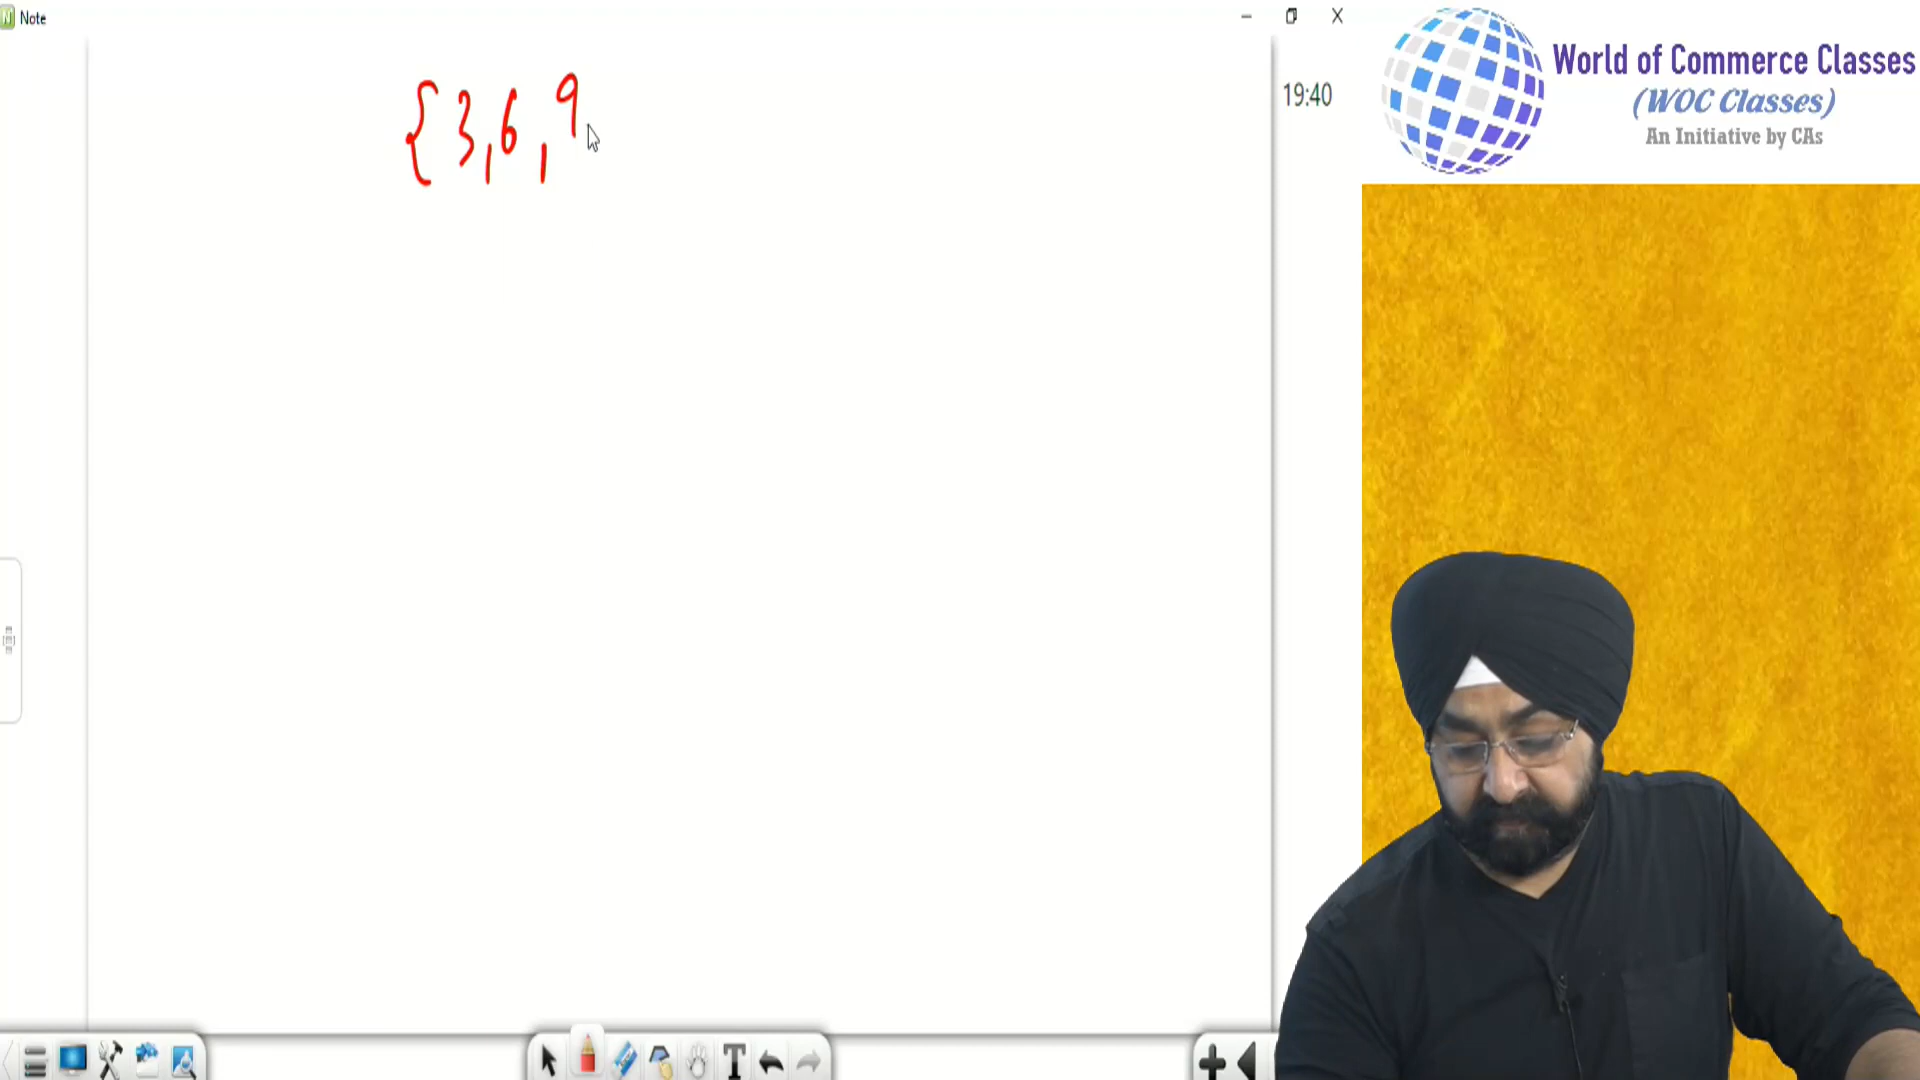 Note
{3,6,9
19:40
World of Commerce Classes
(WOC Classes)
An Initiative by CAs
T